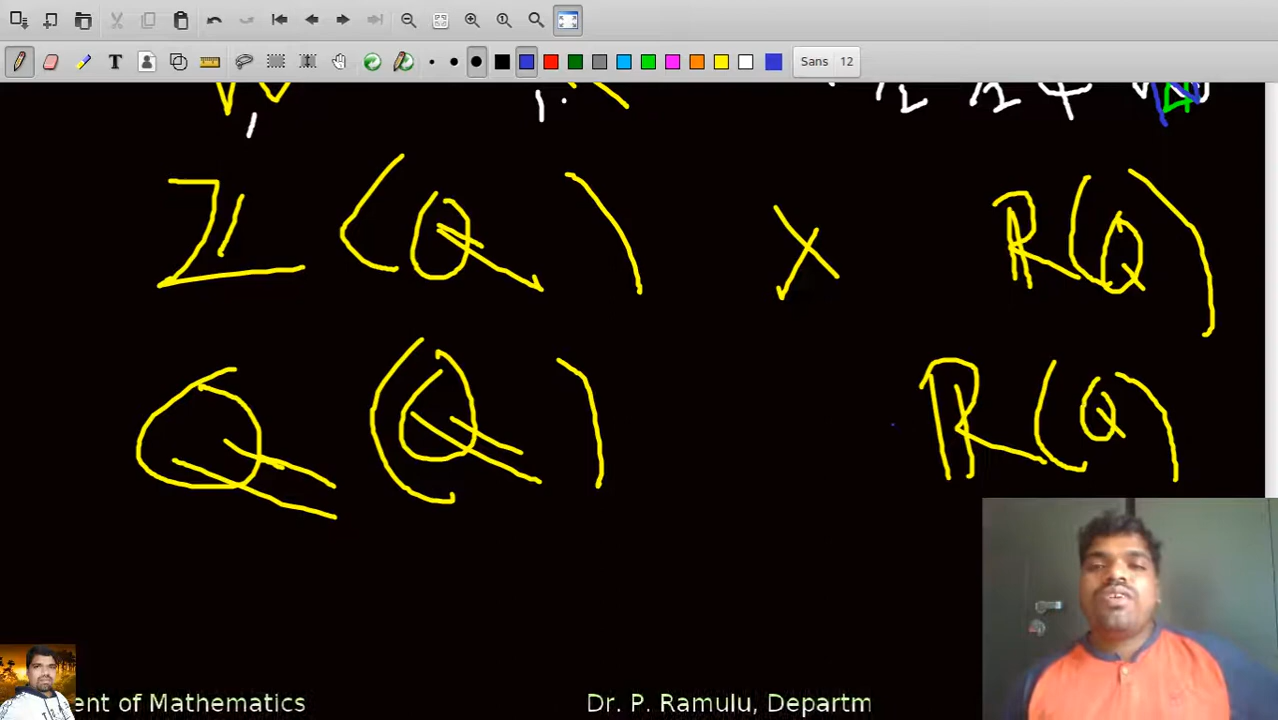 Sans 12
ℤ (ℚ) × ℝ(ℚ)
ℚ (ℚ) ℝ(ℚ)
ent of Mathematics Dr. P. Ramulu, Departm